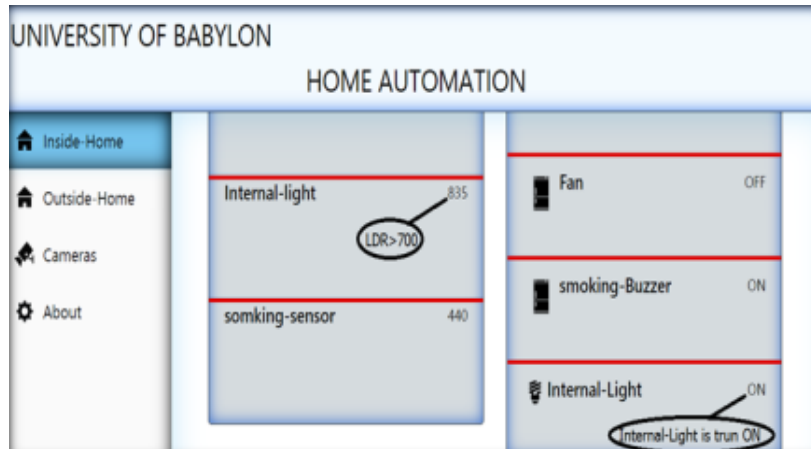 UNIVERSITY OF BABYLON
HOME AUTOMATION
Inside-Home
Outside-Home
Cameras
About
Internal-light 835
LDR>700
somking-sensor 440
Fan OFF
smoking-Buzzer ON
Internal-Light ON
Internal-Light is trun ON